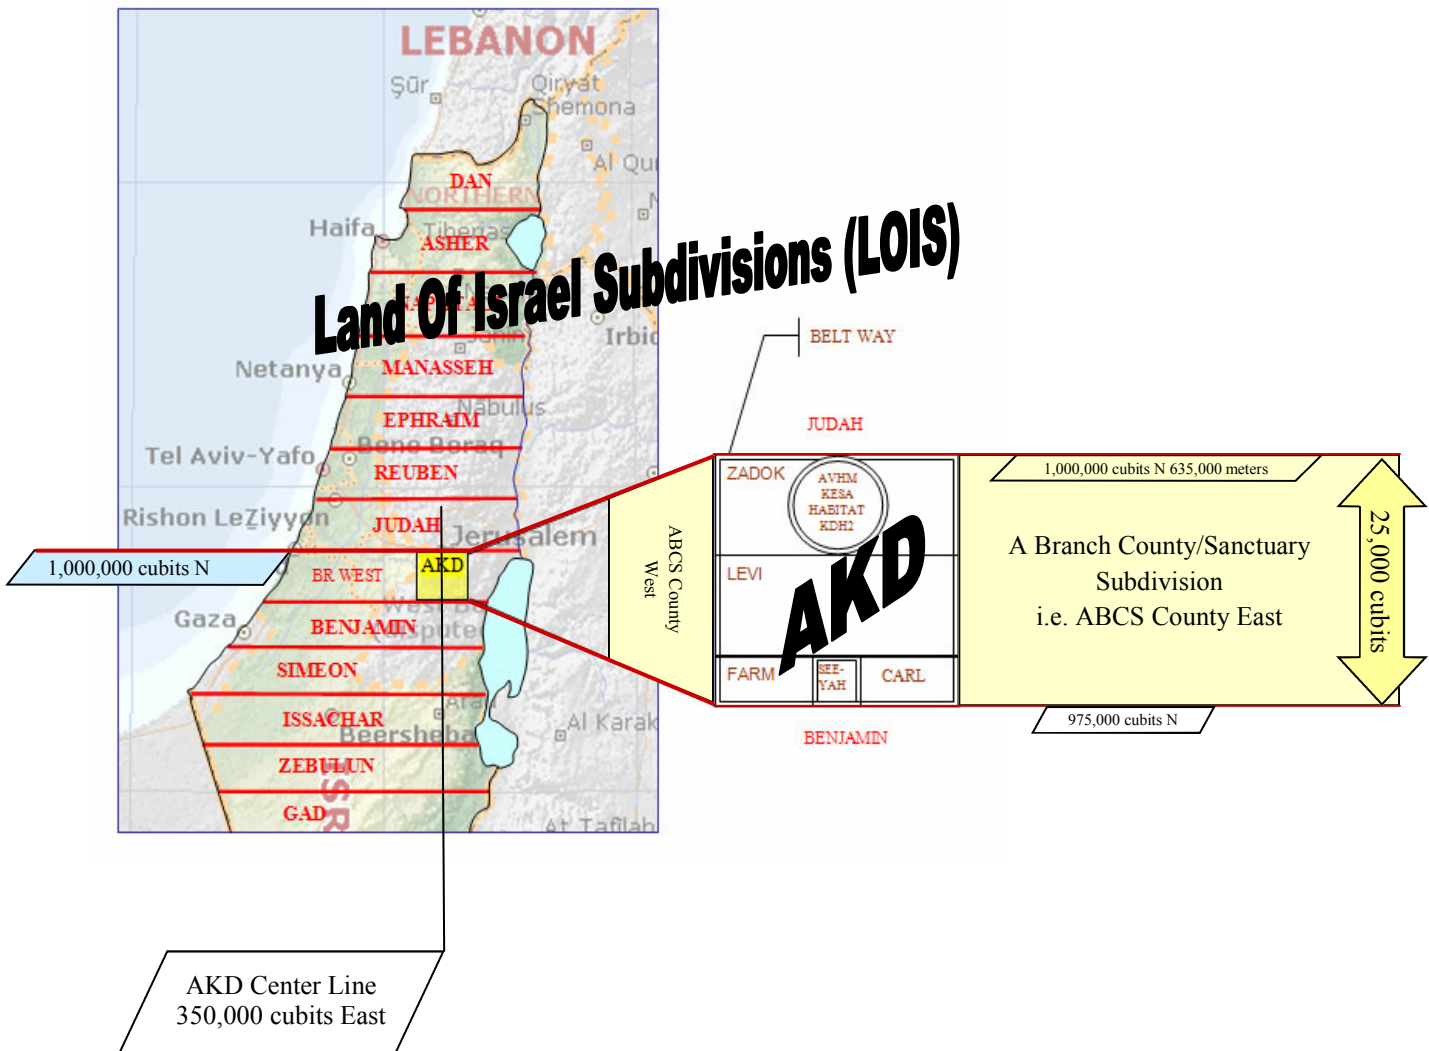 LEBANON
Şūr
Qiryat
Shemona
Al Qu
DAN
NORTHERN
Haifa
Tiberias
ASHER
Land Of Israel Subdivisions (LOIS)
Irbid
BELT WAY
Netanya
MANASSEH
Nābulus
EPHRAIM
JUDAH
Bene Beraq
Tel Aviv-Yafo
REUBEN
ZADOK
AVHM
KESA
HABITAT
KDH2
1,000,000 cubits N 635,000 meters
Rishon LeẔiyyon
JUDAH
Jerusalem
ABCS County
West
25,000 cubits
A Branch County/Sanctuary
Subdivision
i.e. ABCS County East
1,000,000 cubits N
BR WEST
AKD
LEVI
AKD
Gaza
BENJAMIN
SIMEON
FARM
SEE-
YAH
CARL
ISSACHAR
Beersheba
Al Karak
975,000 cubits N
BENJAMIN
ZEBULUN
ISR
GAD
At Tafilah
AKD Center Line
350,000 cubits East